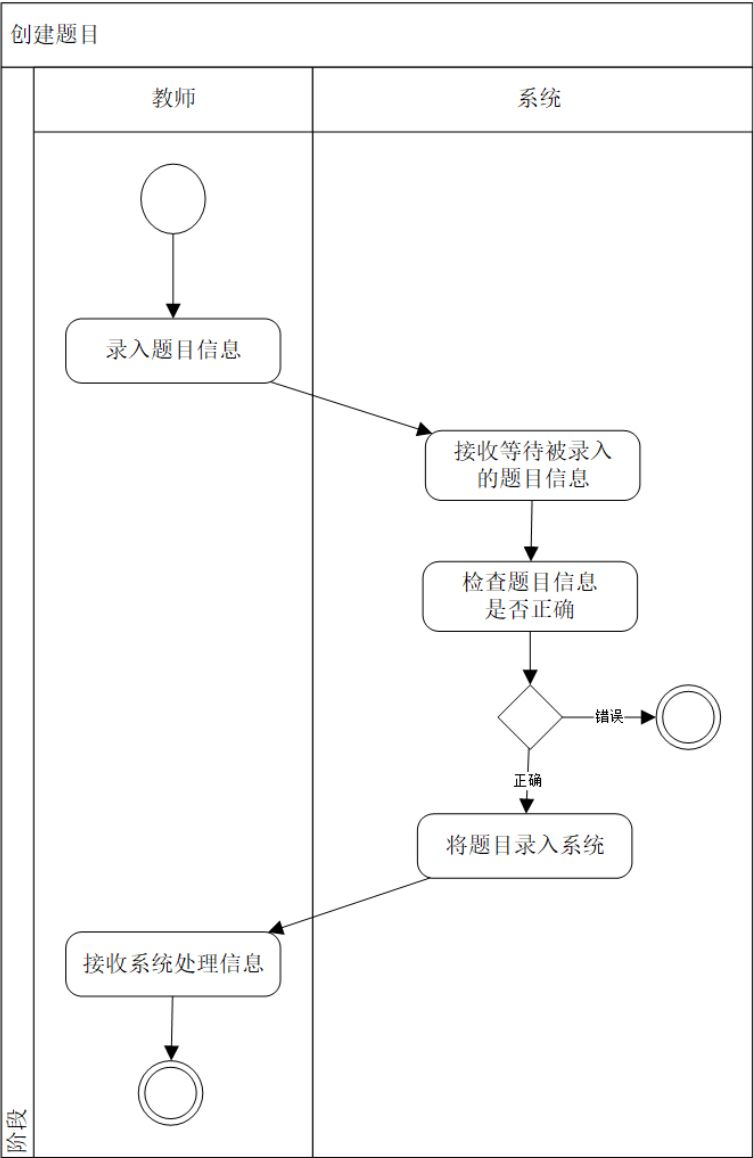 创建题目
教师
系统
录入题目信息
接收等待被录入
的题目信息
检查题目信息
是否正确
错误
正确
将题目录入系统
接收系统处理信息
阶段